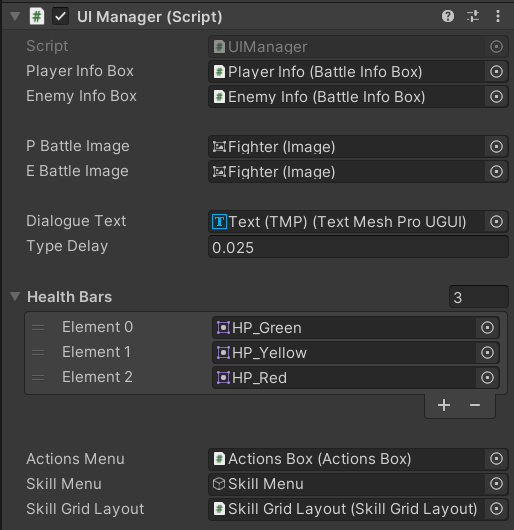 UI Manager (Script)
Script UIManager
Player Info Box Player Info (Battle Info Box)
Enemy Info Box Enemy Info (Battle Info Box)
P Battle Image Fighter (Image)
E Battle Image Fighter (Image)
Dialogue Text Text (TMP) (Text Mesh Pro UGUI)
Type Delay 0.025
Health Bars 3
Element 0 HP_Green
Element 1 HP_Yellow
Element 2 HP_Red
Actions Menu Actions Box (Actions Box)
Skill Menu Skill Menu
Skill Grid Layout Skill Grid Layout (Skill Grid Layout)